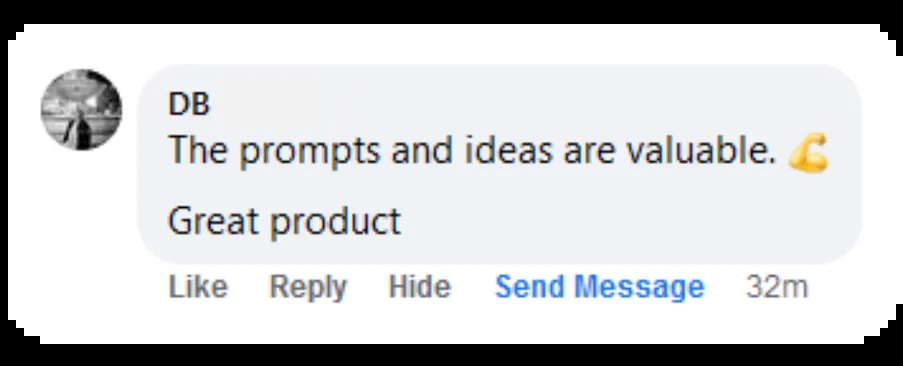 DB
The prompts and ideas are valuable. 💪
Great product
Like Reply Hide Send Message 32m